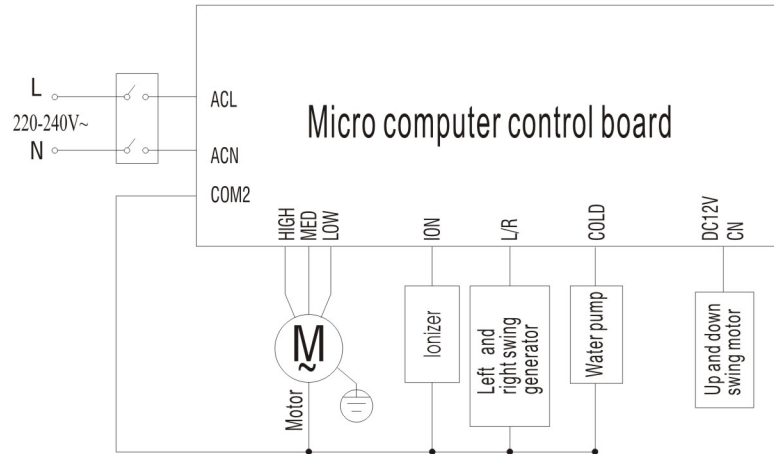 L
220-240V~
N
ACL
ACN
COM2
Micro computer control board
HIGH
MED
LOW
ION
L/R
COLD
DC12V
CN
M
~
Motor
Ionizer
Left and
right swing
generator
Water pump
Up and down
swing motor